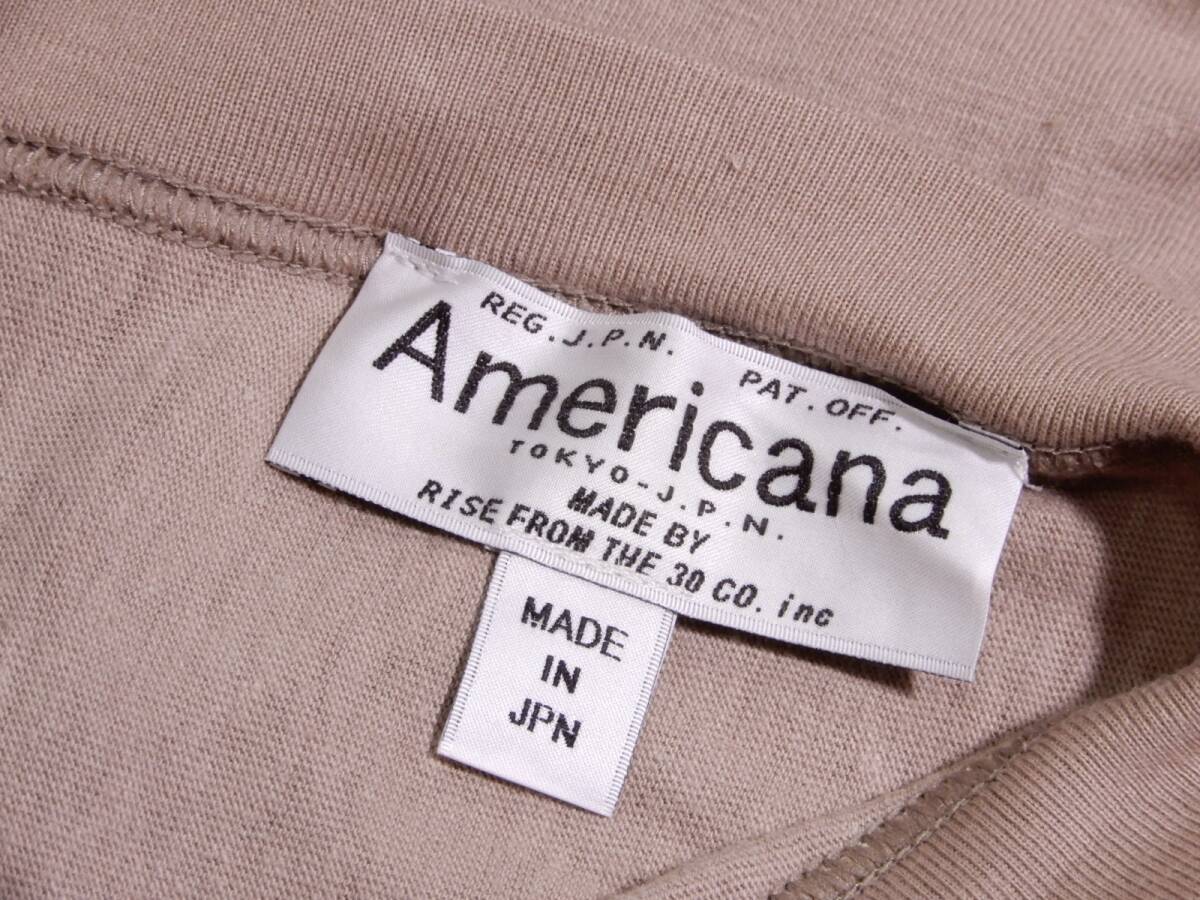 REG.J.P.N. PAT.OFF.
Americana
TOKYO-J.P.N.
MADE BY
RISE FROM THE 30 CO. inc
MADE
IN
JPN